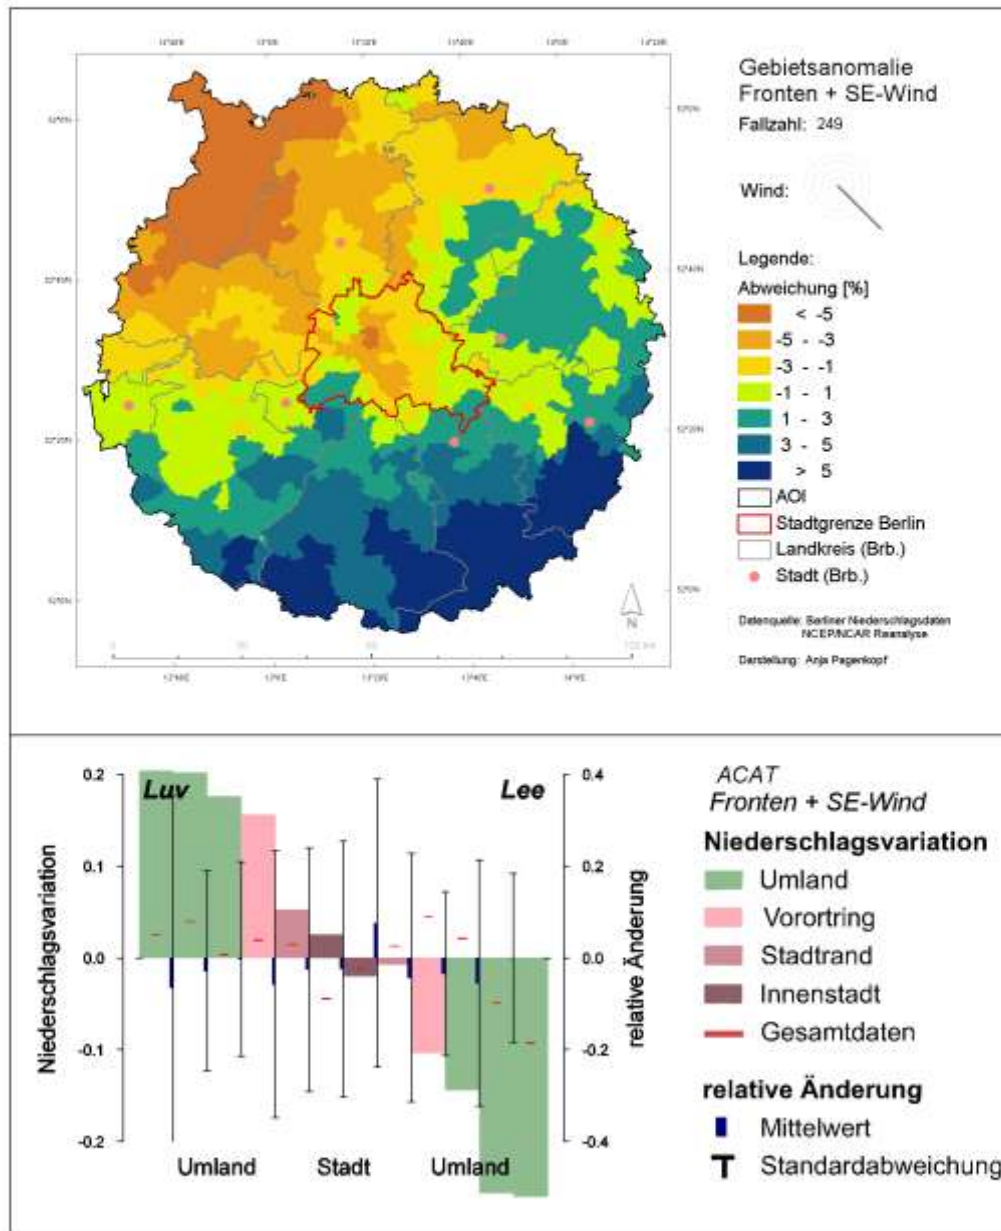 Gebietsanomalie
Fronten + SE-Wind
Fallzahl: 249
Wind:
Legende:
Abweichung [%]
< -5
-5 - -3
-3 - -1
-1 - 1
1 - 3
3 - 5
> 5
AOI
Stadtgrenze Berlin
Landkreis (Brb.)
Stadt (Brb.)
N
Datenquelle: Berliner Niederschlagsdaten
NCEP/NCAR Reanalyse
Darstellung: Anja Pagenkopf
Luv
Lee
0.2
0.1
0.0
-0.1
-0.2
Niederschlagsvariation
0.4
0.2
0.0
-0.2
-0.4
relative Änderung
Umland
Stadt
Umland
ACAT
Fronten + SE-Wind
Niederschlagsvariation
Umland
Vorortring
Stadtrand
Innenstadt
Gesamtdaten
relative Änderung
Mittelwert
Standardabweichung